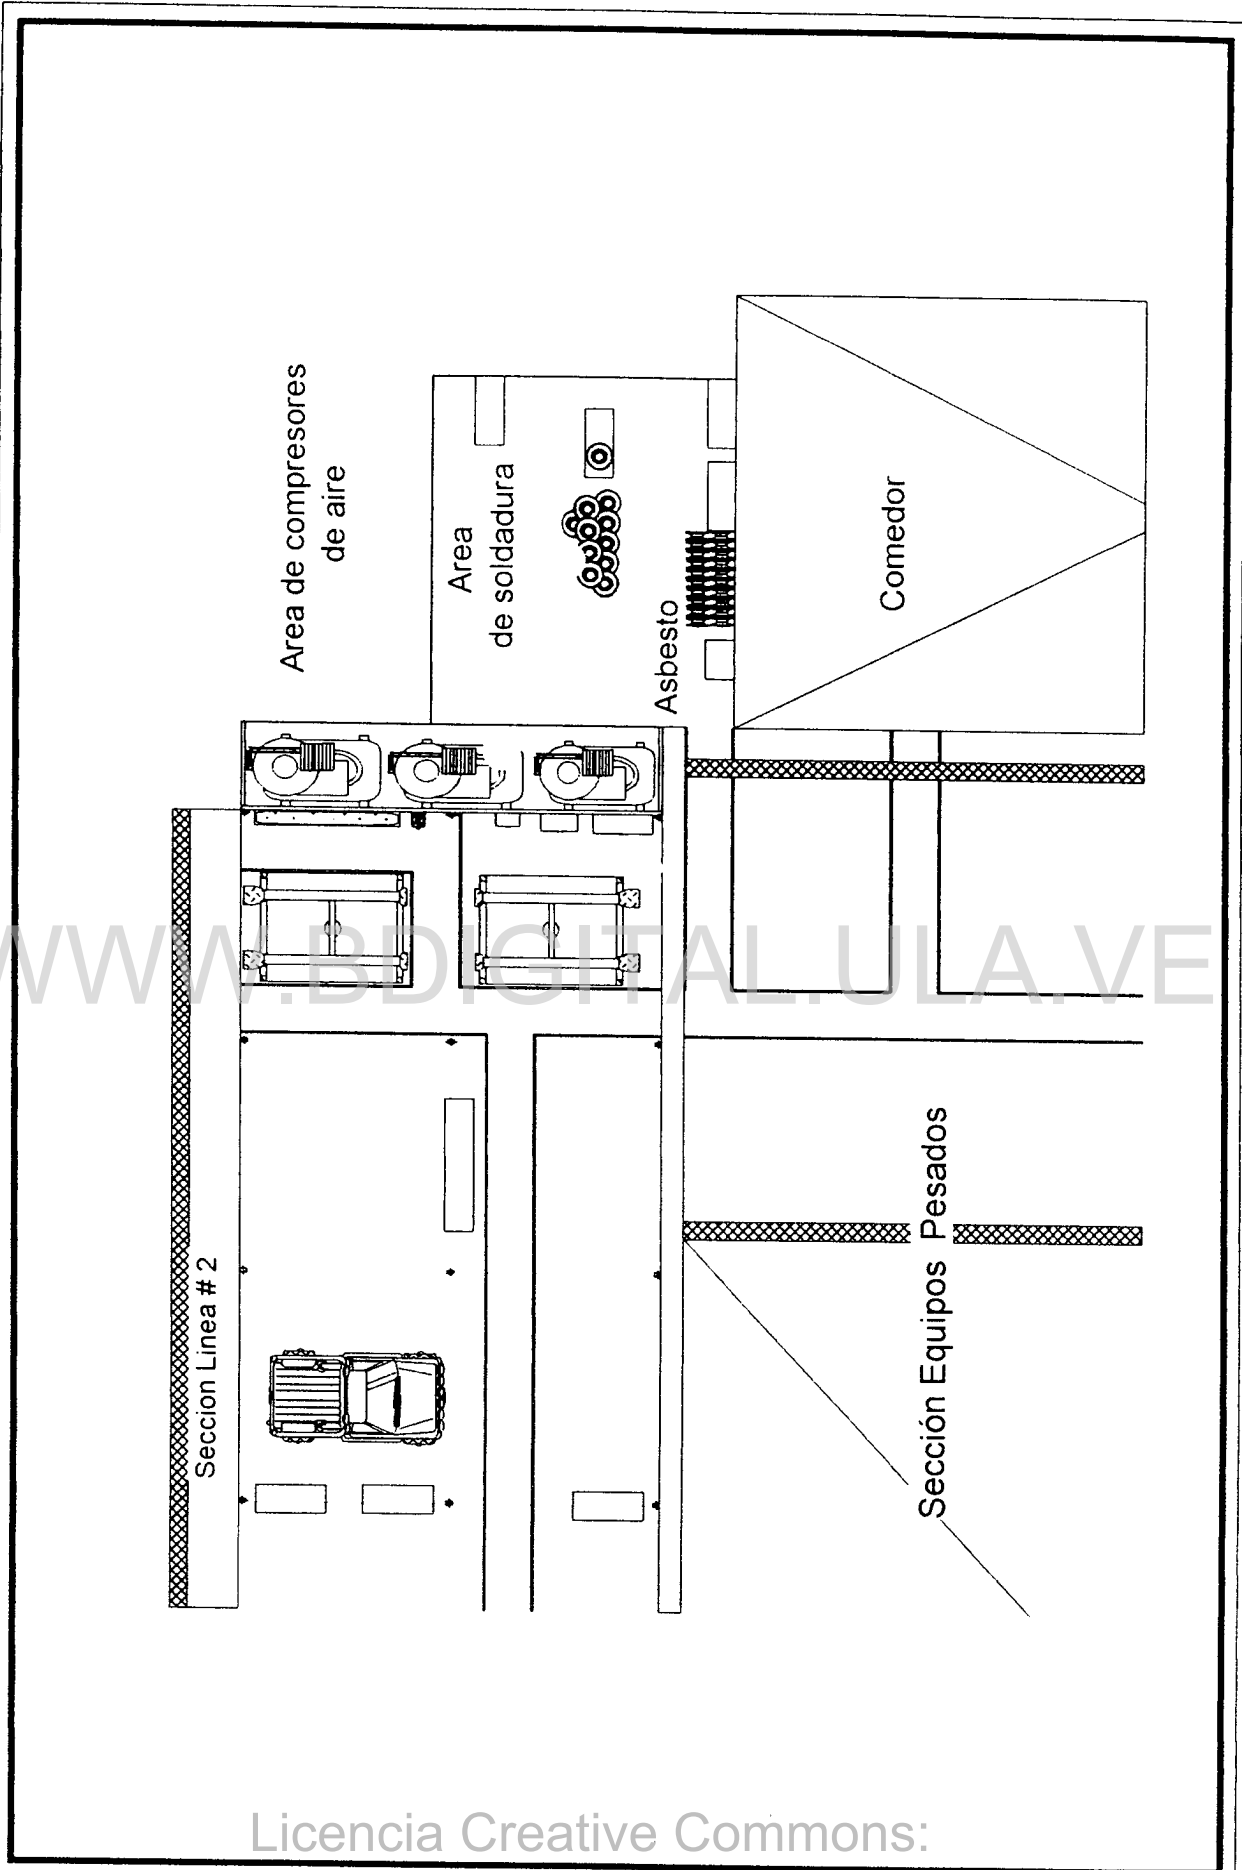 Area de compresores
de aire
Area
de soldadura
Asbesto
Comedor
Seccion Linea # 2
Sección Equipos Pesados
WWW.BDIGITAL.ULA.VE
Licencia Creative Commons: